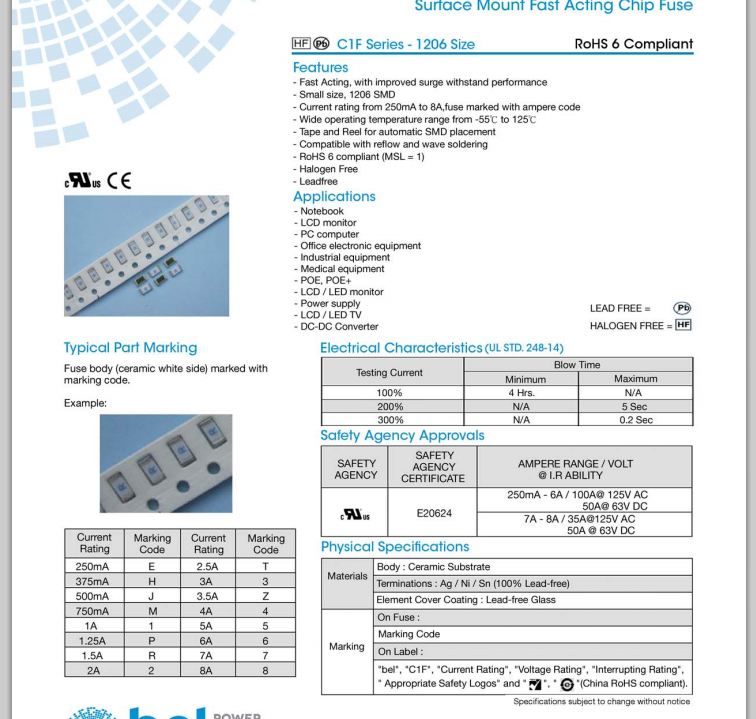 Surface Mount Fast Acting Chip Fuse
HF Pb C1F Series - 1206 Size RoHS 6 Compliant
Features
- Fast Acting, with improved surge withstand performance
- Small size, 1206 SMD
- Current rating from 250mA to 8A,fuse marked with ampere code
- Wide operating temperature range from -55℃ to 125℃
- Tape and Reel for automatic SMD placement
- Compatible with reflow and wave soldering
- RoHS 6 compliant (MSL = 1)
- Halogen Free
- Leadfree
c RU us CE
Applications
- Notebook
- LCD monitor
- PC computer
- Office electronic equipment
- Industrial equipment
- Medical equipment
- POE, POE+
- LCD / LED monitor
- Power supply
- LCD / LED TV
- DC-DC Converter
LEAD FREE = Pb
HALOGEN FREE = HF
Typical Part Marking
Fuse body (ceramic white side) marked with
marking code.
Example:
R R R R
Current Rating Marking Code Current Rating Marking Code
250mA E 2.5A T
375mA H 3A 3
500mA J 3.5A Z
750mA M 4A 4
1A 1 5A 5
1.25A P 6A 6
1.5A R 7A 7
2A 2 8A 8
Electrical Characteristics (UL STD. 248-14)
Testing Current Blow Time
Minimum Maximum
100% 4 Hrs. N/A
200% N/A 5 Sec
300% N/A 0.2 Sec
Safety Agency Approvals
SAFETY AGENCY SAFETY AGENCY CERTIFICATE AMPERE RANGE / VOLT @ I.R ABILITY
c RU us E20624 250mA - 6A / 100A@ 125V AC
50A@ 63V DC
7A - 8A / 35A@125V AC
50A @ 63V DC
Physical Specifications
Materials Body : Ceramic Substrate
Terminations : Ag / Ni / Sn (100% Lead-free)
Element Cover Coating : Lead-free Glass
Marking On Fuse :
Marking Code
On Label :
"bel", "C1F", "Current Rating", "Voltage Rating", "Interrupting Rating",
" Appropriate Safety Logos" and " ", " "(China RoHS compliant).
Specifications subject to change without notice
bel POWER